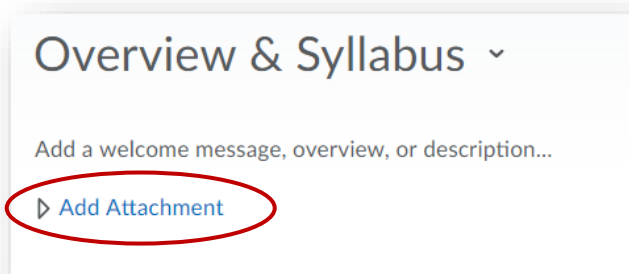 Overview & Syllabus
Add a welcome message, overview, or description...
Add Attachment